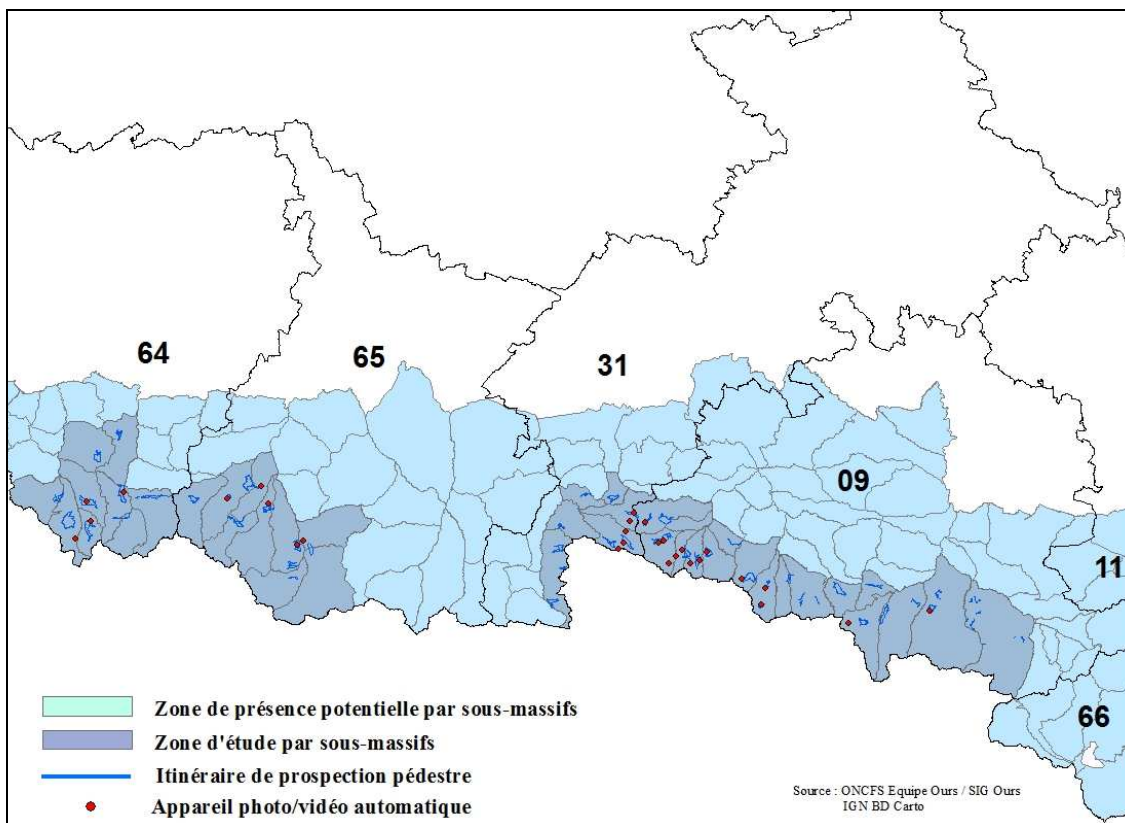 64
65
31
09
11
66
Zone de présence potentielle par sous-massifs
Zone d'étude par sous-massifs
Itinéraire de prospection pédestre
Appareil photo/vidéo automatique
Source : ONCFS Equipe Ours / SIG Ours
IGN BD Carto